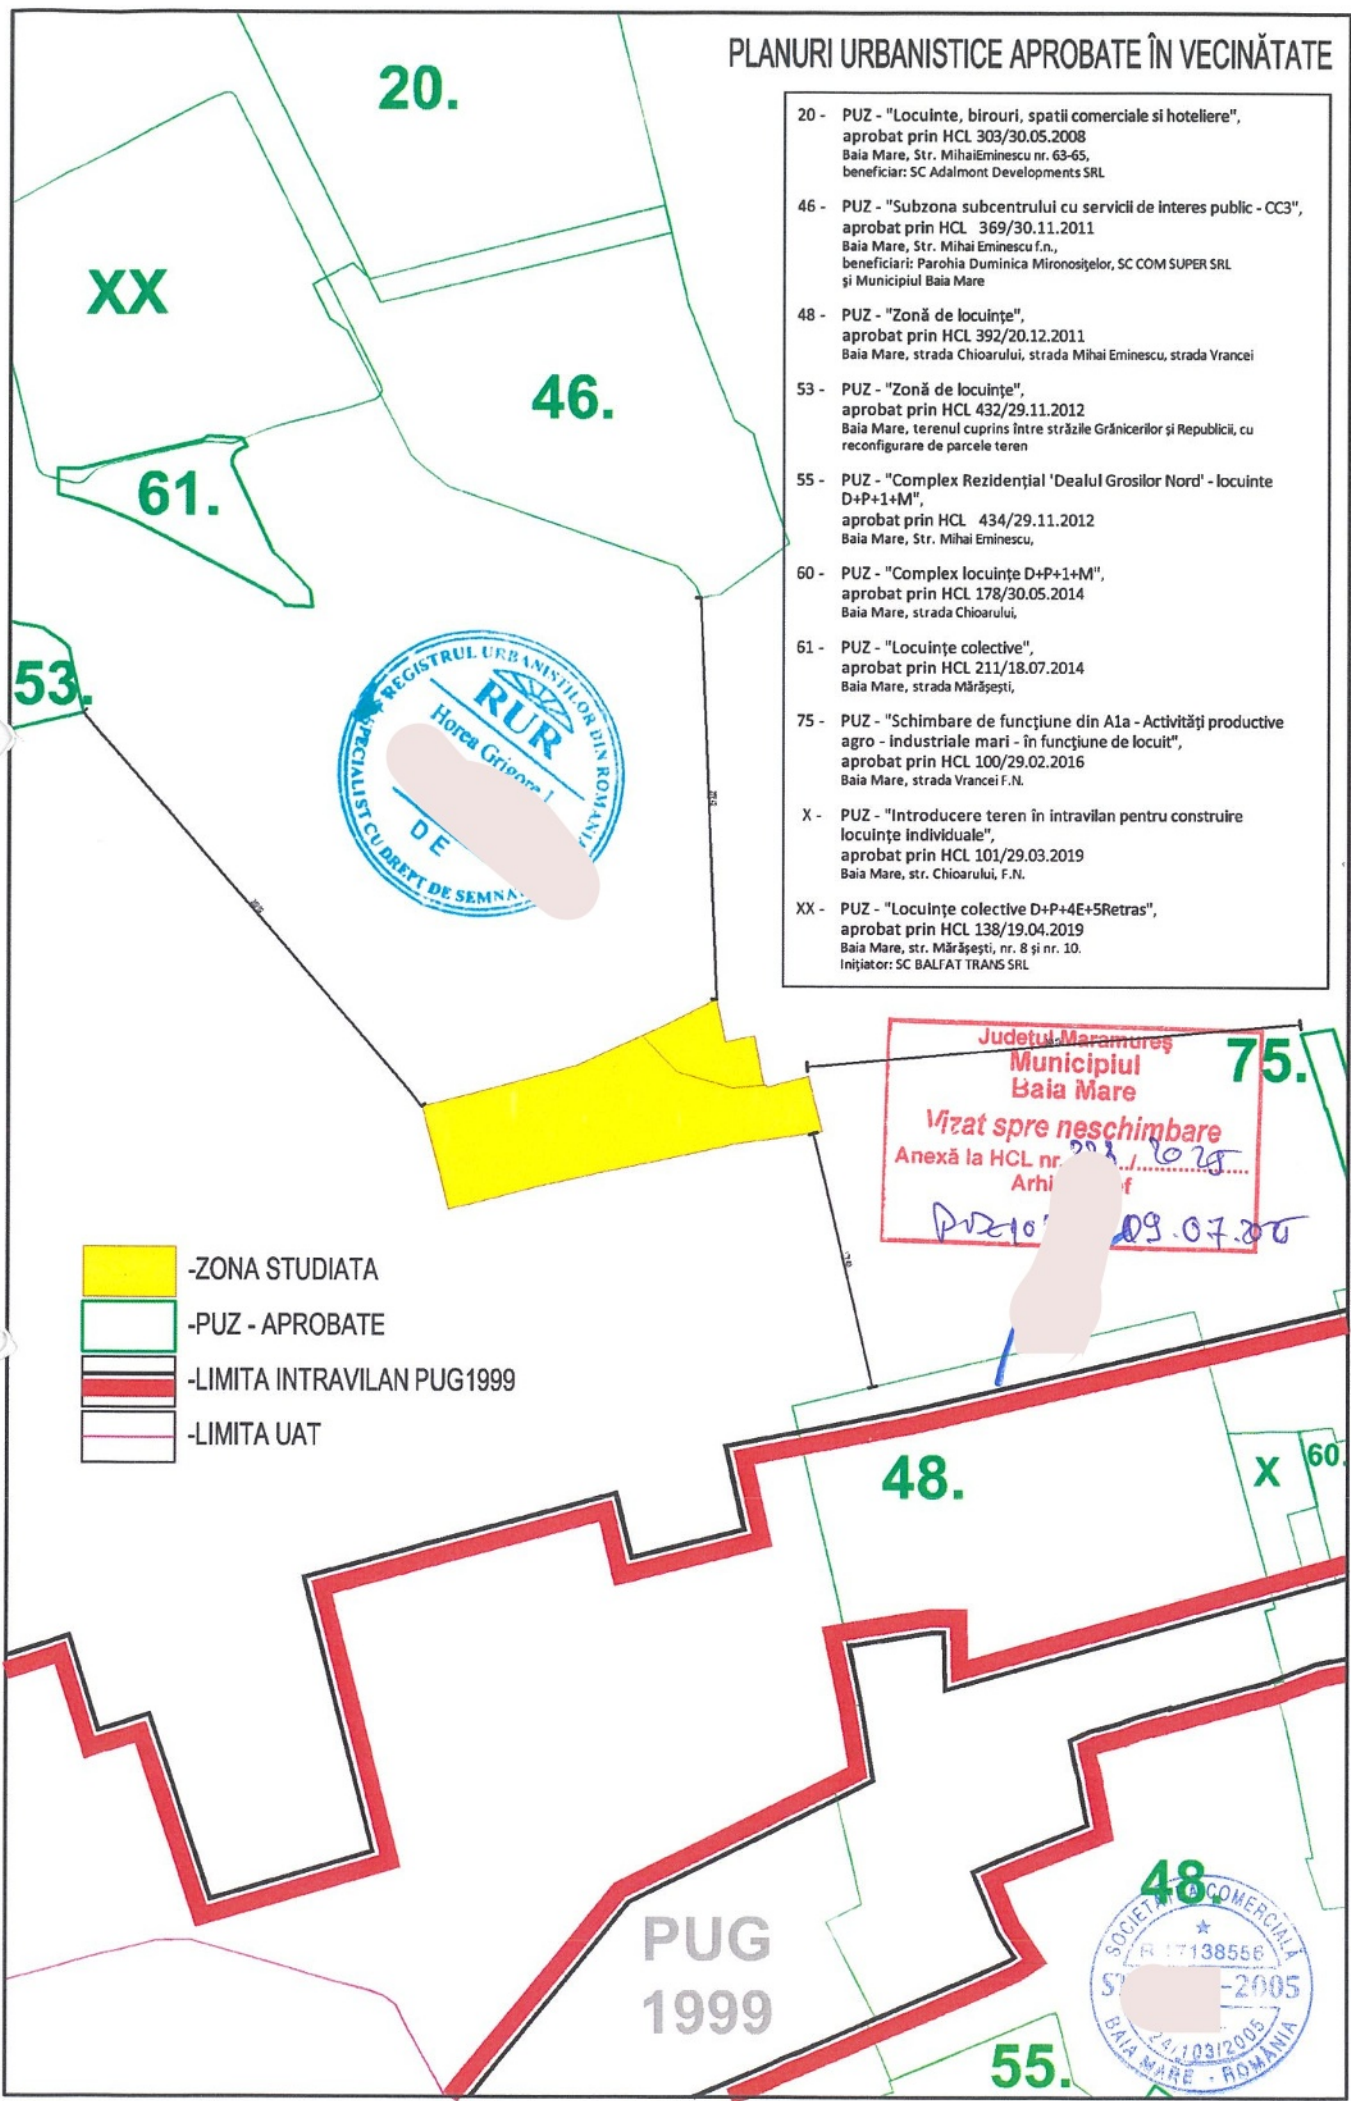 PLANURI URBANISTICE APROBATE ÎN VECINĂTATE
20 - PUZ - "Locuinte, birouri, spatii comerciale si hoteliere",
aprobat prin HCL 303/30.05.2008
Baia Mare, Str. MihaiEminescu nr. 63-65,
beneficiar: SC Adalmont Developments SRL
46 - PUZ - "Subzona subcentrului cu servicii de interes public - CC3",
aprobat prin HCL 369/30.11.2011
Baia Mare, Str. Mihai Eminescu f.n.,
beneficiari: Parohia Duminica Mironosițelor, SC COM SUPER SRL
și Municipiul Baia Mare
48 - PUZ - "Zonă de locuințe",
aprobat prin HCL 392/20.12.2011
Baia Mare, strada Chioarului, strada Mihai Eminescu, strada Vrancei
53 - PUZ - "Zonă de locuințe",
aprobat prin HCL 432/29.11.2012
Baia Mare, terenul cuprins între străzile Grănicerilor și Republicii, cu
reconfigurare de parcele teren
55 - PUZ - "Complex Rezidențial 'Dealul Grosilor Nord' - locuinte
D+P+1+M",
aprobat prin HCL 434/29.11.2012
Baia Mare, Str. Mihai Eminescu,
60 - PUZ - "Complex locuințe D+P+1+M",
aprobat prin HCL 178/30.05.2014
Baia Mare, strada Chioarului,
61 - PUZ - "Locuințe colective",
aprobat prin HCL 211/18.07.2014
Baia Mare, strada Mărășești,
75 - PUZ - "Schimbare de funcțiune din A1a - Activități productive
agro - industriale mari - în funcțiune de locuit",
aprobat prin HCL 100/29.02.2016
Baia Mare, strada Vrancei F.N.
X - PUZ - "Introducere teren în intravilan pentru construire
locuințe individuale",
aprobat prin HCL 101/29.03.2019
Baia Mare, str. Chioarului, F.N.
XX - PUZ - "Locuințe colective D+P+4E+5Retras",
aprobat prin HCL 138/19.04.2019
Baia Mare, str. Mărășești, nr. 8 și nr. 10.
Inițiator: SC BALFAT TRANS SRL
20.
XX
46.
61.
53.
REGISTRUL URBANIȘTILOR DIN ROMANIA
RUR
Horea Grigore I
DE
SPECIALIST CU DREPT DE SEMNA
Județul Maramureș
Municipiul
Baia Mare
Vizat spre neschimbare
Anexă la HCL nr. / 2025
Arhi f
09.07.
75.
-ZONA STUDIATA
-PUZ - APROBATE
-LIMITA INTRAVILAN PUG1999
-LIMITA UAT
48.
X
60.
PUG
1999
48.
SOCIETATEA COMERCIALĂ
R 17138556
-2005
24/103/2005
BAIA MARE - ROMÂNIA
55.